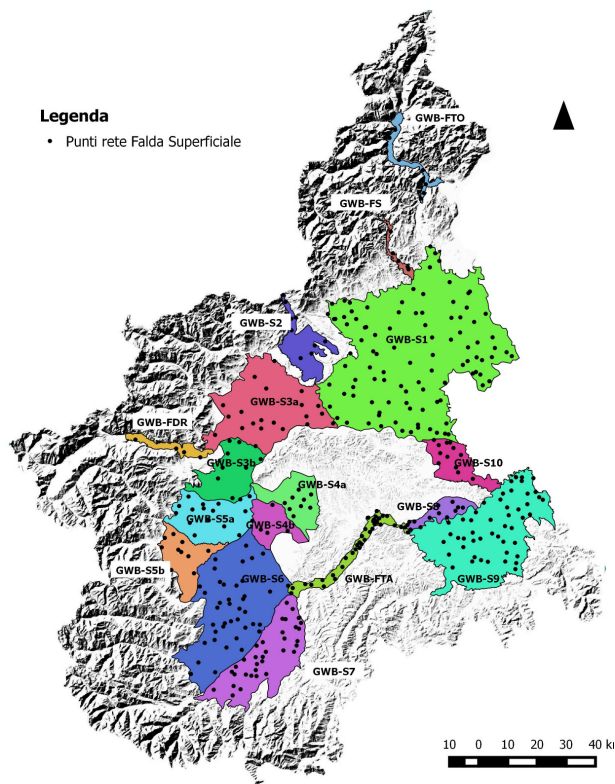 Legenda
Punti rete Falda Superficiale
GWB-FTO
GWB-FS
GWB-S2
GWB-S1
GWB-S3a
GWB-FDR
GWB-S3b
GWB-S10
GWB-S4a
GWB-S8
GWB-S5a
GWB-S4b
GWB-S5b
GWB-S6
GWB-FTA
GWB-S9
GWB-S7
10 0 10 20 30 40 km